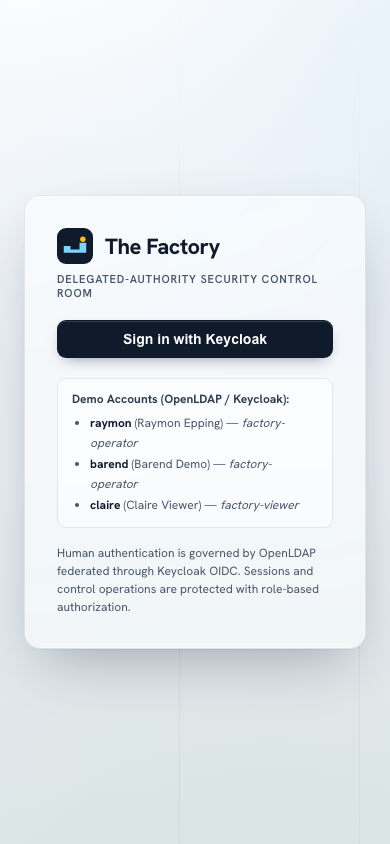 The Factory
DELEGATED-AUTHORITY SECURITY CONTROL
ROOM
Sign in with Keycloak
Demo Accounts (OpenLDAP / Keycloak):
• raymon (Raymon Epping) — factory-
operator
• barend (Barend Demo) — factory-
operator
• claire (Claire Viewer) — factory-viewer
Human authentication is governed by OpenLDAP
federated through Keycloak OIDC. Sessions and
control operations are protected with role-based
authorization.